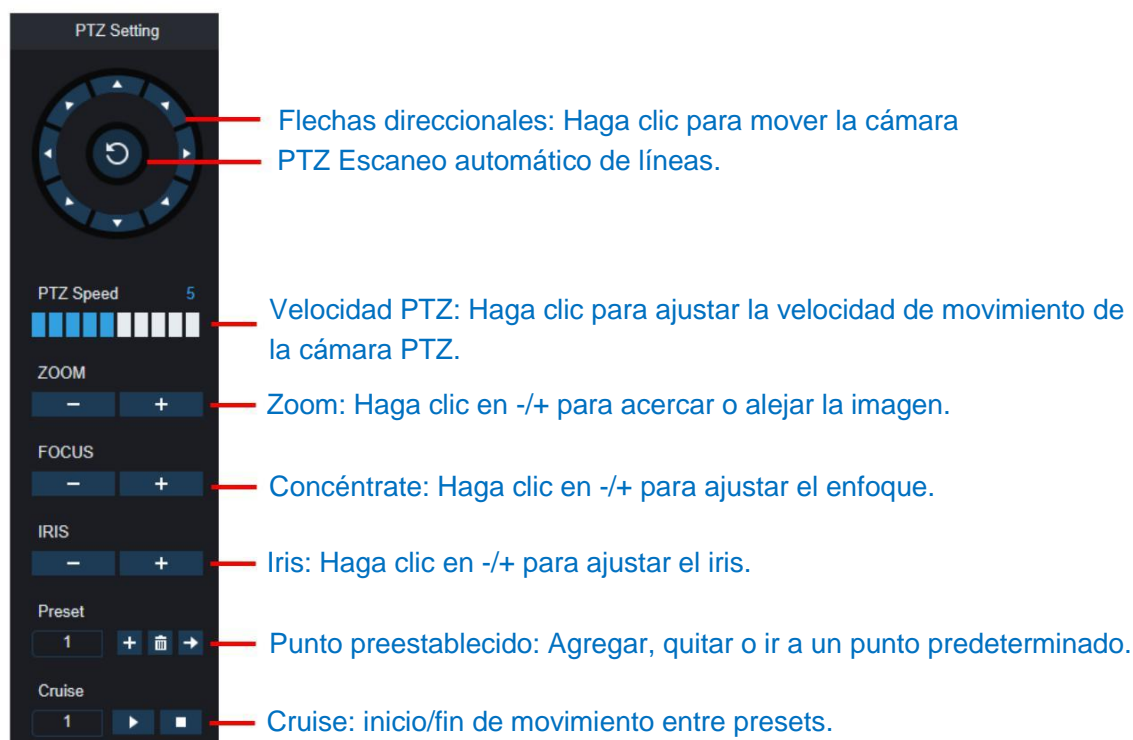 PTZ Setting
Flechas direccionales: Haga clic para mover la cámara
PTZ Escaneo automático de líneas.
PTZ Speed 5
Velocidad PTZ: Haga clic para ajustar la velocidad de movimiento de
la cámara PTZ.
ZOOM
− +
Zoom: Haga clic en -/+ para acercar o alejar la imagen.
FOCUS
− +
Concéntrate: Haga clic en -/+ para ajustar el enfoque.
IRIS
− +
Iris: Haga clic en -/+ para ajustar el iris.
Preset
1 +
Punto preestablecido: Agregar, quitar o ir a un punto predeterminado.
Cruise
1
Cruise: inicio/fin de movimiento entre presets.